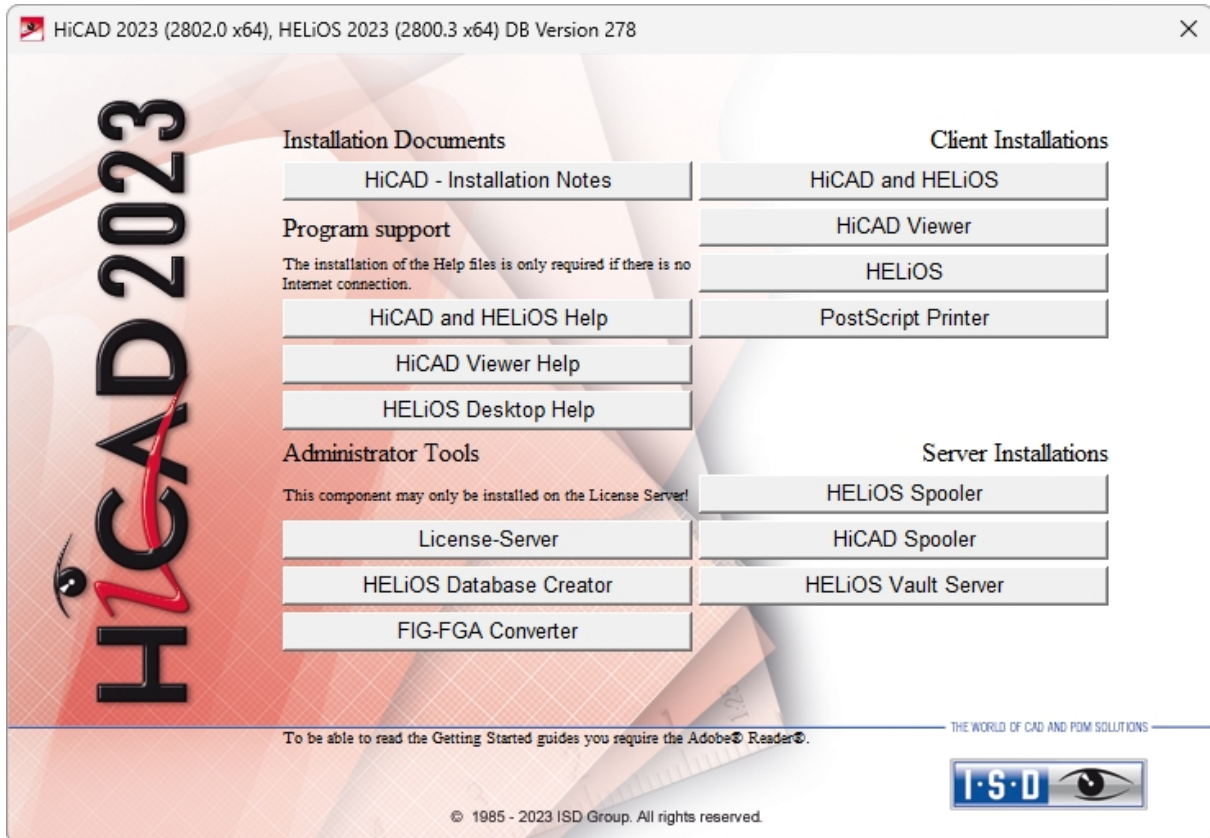 HiCAD 2023 (2802.0 x64), HELiOS 2023 (2800.3 x64) DB Version 278
HiCAD 2023
Installation Documents
HiCAD - Installation Notes
Program support
The installation of the Help files is only required if there is no
Internet connection.
HiCAD and HELiOS Help
HiCAD Viewer Help
HELiOS Desktop Help
Administrator Tools
This component may only be installed on the License Server!
License-Server
HELiOS Database Creator
FIG-FGA Converter
Client Installations
HiCAD and HELiOS
HiCAD Viewer
HELiOS
PostScript Printer
Server Installations
HELiOS Spooler
HiCAD Spooler
HELiOS Vault Server
THE WORLD OF CAD AND PDM SOLUTIONS
To be able to read the Getting Started guides you require the Adobe® Reader®.
I·S·D
© 1985 - 2023 ISD Group. All rights reserved.